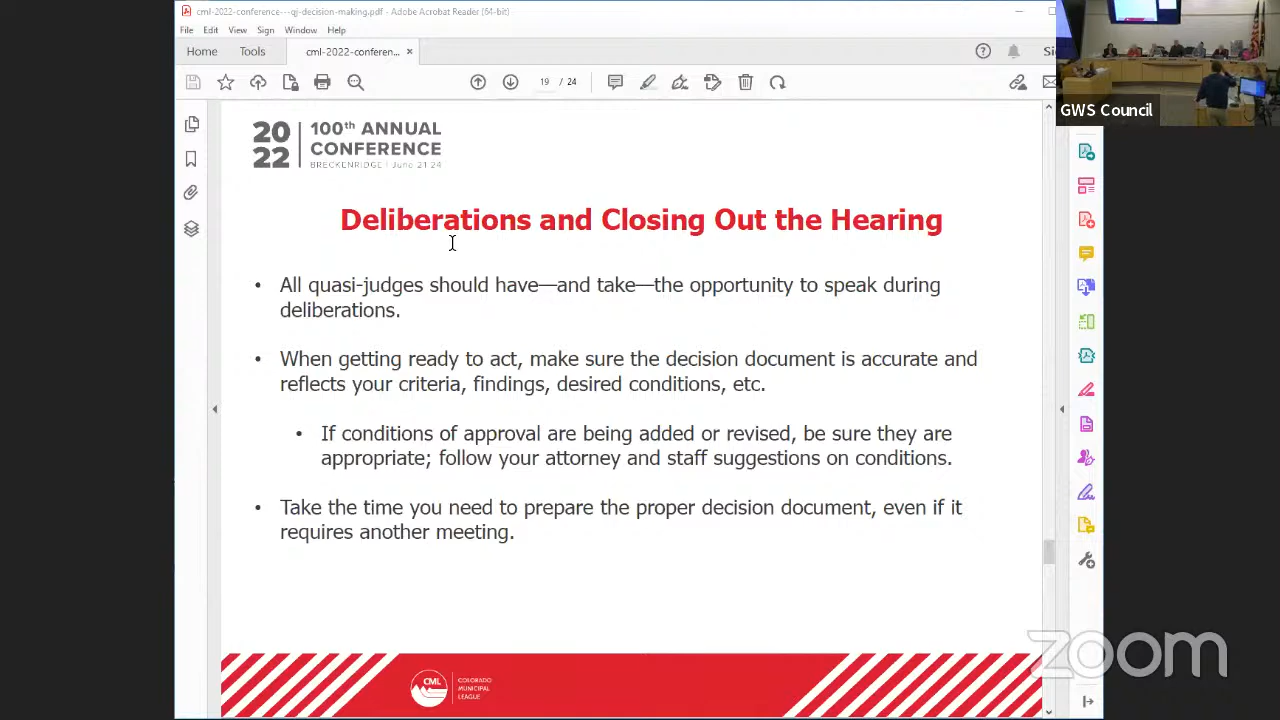 cml-2022-conference---qj-decision-making.pdf - Adobe Acrobat Reader (64-bit)
File Edit View Sign Window Help
Home Tools cml-2022-conferen... ×
19 / 24
GWS Council
2022 100th ANNUAL
CONFERENCE
BRECKENRIDGE | June 21-24
Deliberations and Closing Out the Hearing
• All quasi-judges should have—and take—the opportunity to speak during
deliberations.
• When getting ready to act, make sure the decision document is accurate and
reflects your criteria, findings, desired conditions, etc.
• If conditions of approval are being added or revised, be sure they are
appropriate; follow your attorney and staff suggestions on conditions.
• Take the time you need to prepare the proper decision document, even if it
requires another meeting.
CML COLORADO
MUNICIPAL
LEAGUE
zoom